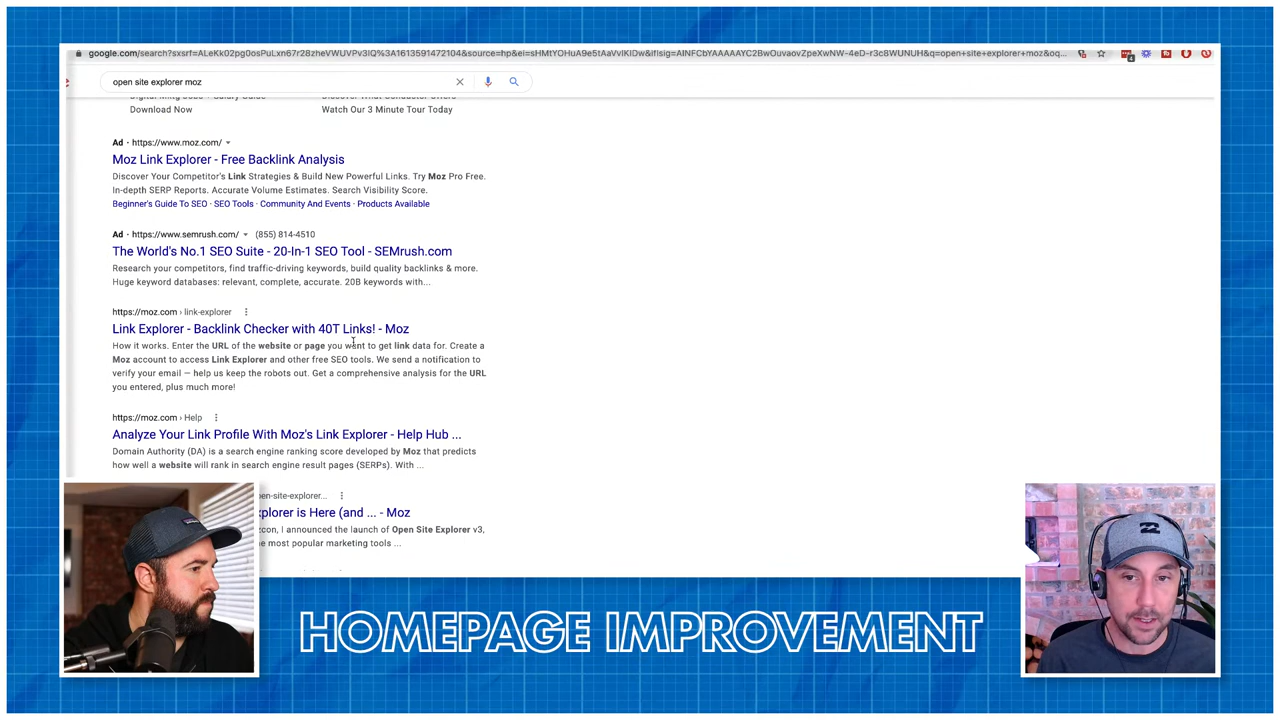 open site explorer moz
Download Now
Watch Our 3 Minute Tour Today
Ad · https://www.moz.com/
Moz Link Explorer - Free Backlink Analysis
Discover Your Competitor's Link Strategies & Build New Powerful Links. Try Moz Pro Free.
In-depth SERP Reports. Accurate Volume Estimates. Search Visibility Score.
Beginner's Guide To SEO · SEO Tools · Community And Events · Products Available
Ad · https://www.semrush.com/ (855) 814-4510
The World's No.1 SEO Suite - 20-In-1 SEO Tool - SEMrush.com
Research your competitors, find traffic-driving keywords, build quality backlinks & more.
Huge keyword databases: relevant, complete, accurate. 20B keywords with...
https://moz.com › link-explorer
Link Explorer - Backlink Checker with 40T Links! - Moz
How it works. Enter the URL of the website or page you want to get link data for. Create a
Moz account to access Link Explorer and other free SEO tools. We send a notification to
verify your email — help us keep the robots out. Get a comprehensive analysis for the URL
you entered, plus much more!
https://moz.com › Help
Analyze Your Link Profile With Moz's Link Explorer - Help Hub ...
Domain Authority (DA) is a search engine ranking score developed by Moz that predicts
how well a website will rank in search engine result pages (SERPs). With ...
en-site-explorer...
xplorer is Here (and ... - Moz
zcon, I announced the launch of Open Site Explorer v3,
e most popular marketing tools ...
HOMEPAGE IMPROVEMENT